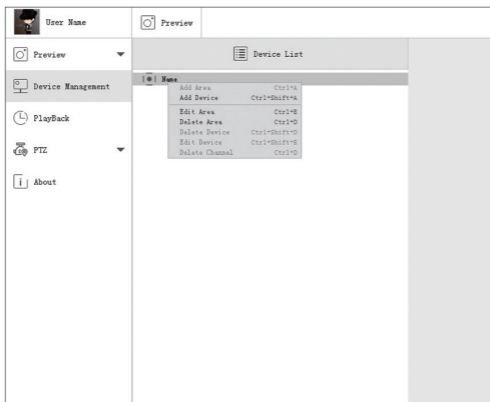 User Name
Preview
Preview
Device Management
PlayBack
PTZ
About
Device List
Name
Add Area Ctrl+A
Add Device Ctrl+Shift+A
Edit Area Ctrl+E
Delete Area Ctrl+D
Delete Device Ctrl+Shift+D
Edit Device Ctrl+Shift+E
Delete Channel Ctrl+D